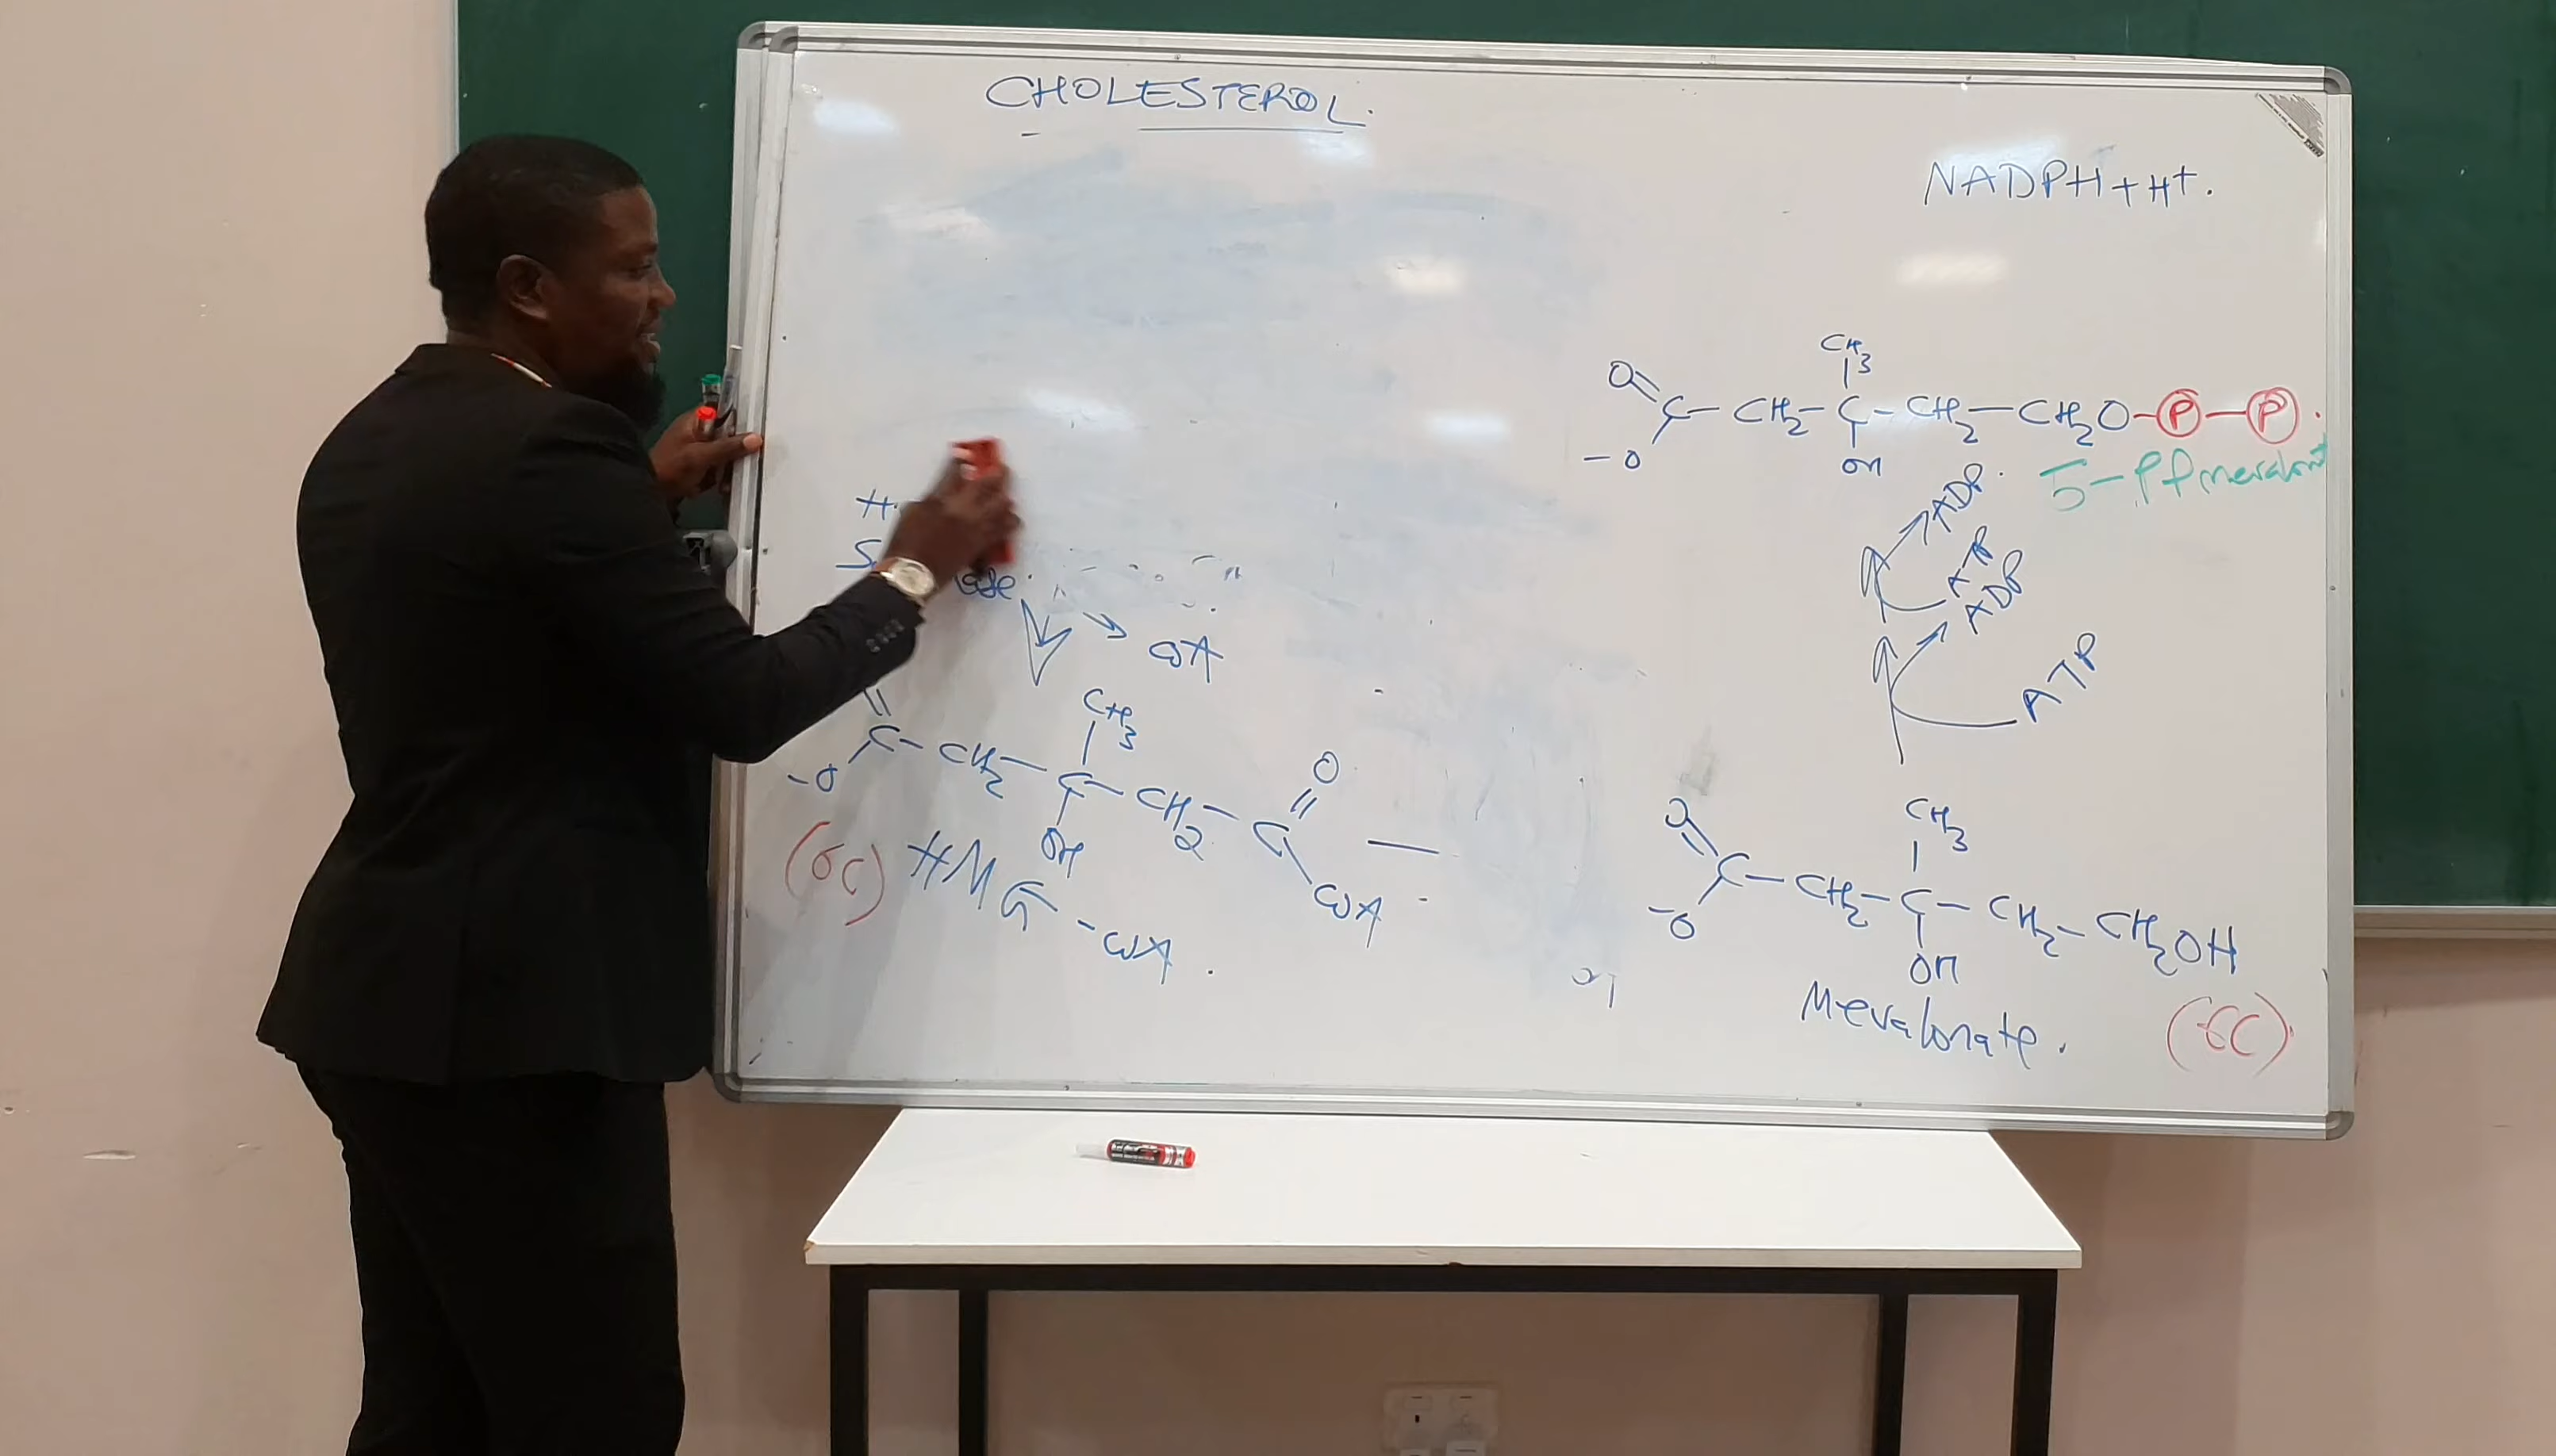 CHOLESTEROL.
NADPH + H+.
CH3
O
C - CH2 - C - CH2 - CH2O - P - P.
- O
OH
5-PPmevalonate
ADP.
ATP
ADP
ATP
H
S
ase.
COA
CH3
C - CH2 - C - CH2 - C
- O
OH
O
COA.
(6C)
HMG - COA.
CH3
O
C - CH2 - C - CH2 - CH2OH
- O
OH
Mevalonate.
(6C).